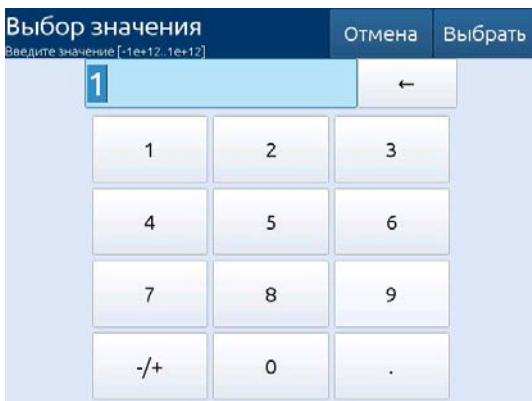 Выбор значения
Отмена
Выбрать
Введите значение [-1e+12..1e+12]
1
←
1 2 3
4 5 6
7 8 9
-/+ 0 .